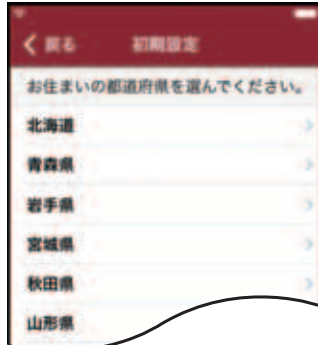 戻る 初期設定
お住まいの都道府県を選んでください。
北海道
青森県
岩手県
宮城県
秋田県
山形県